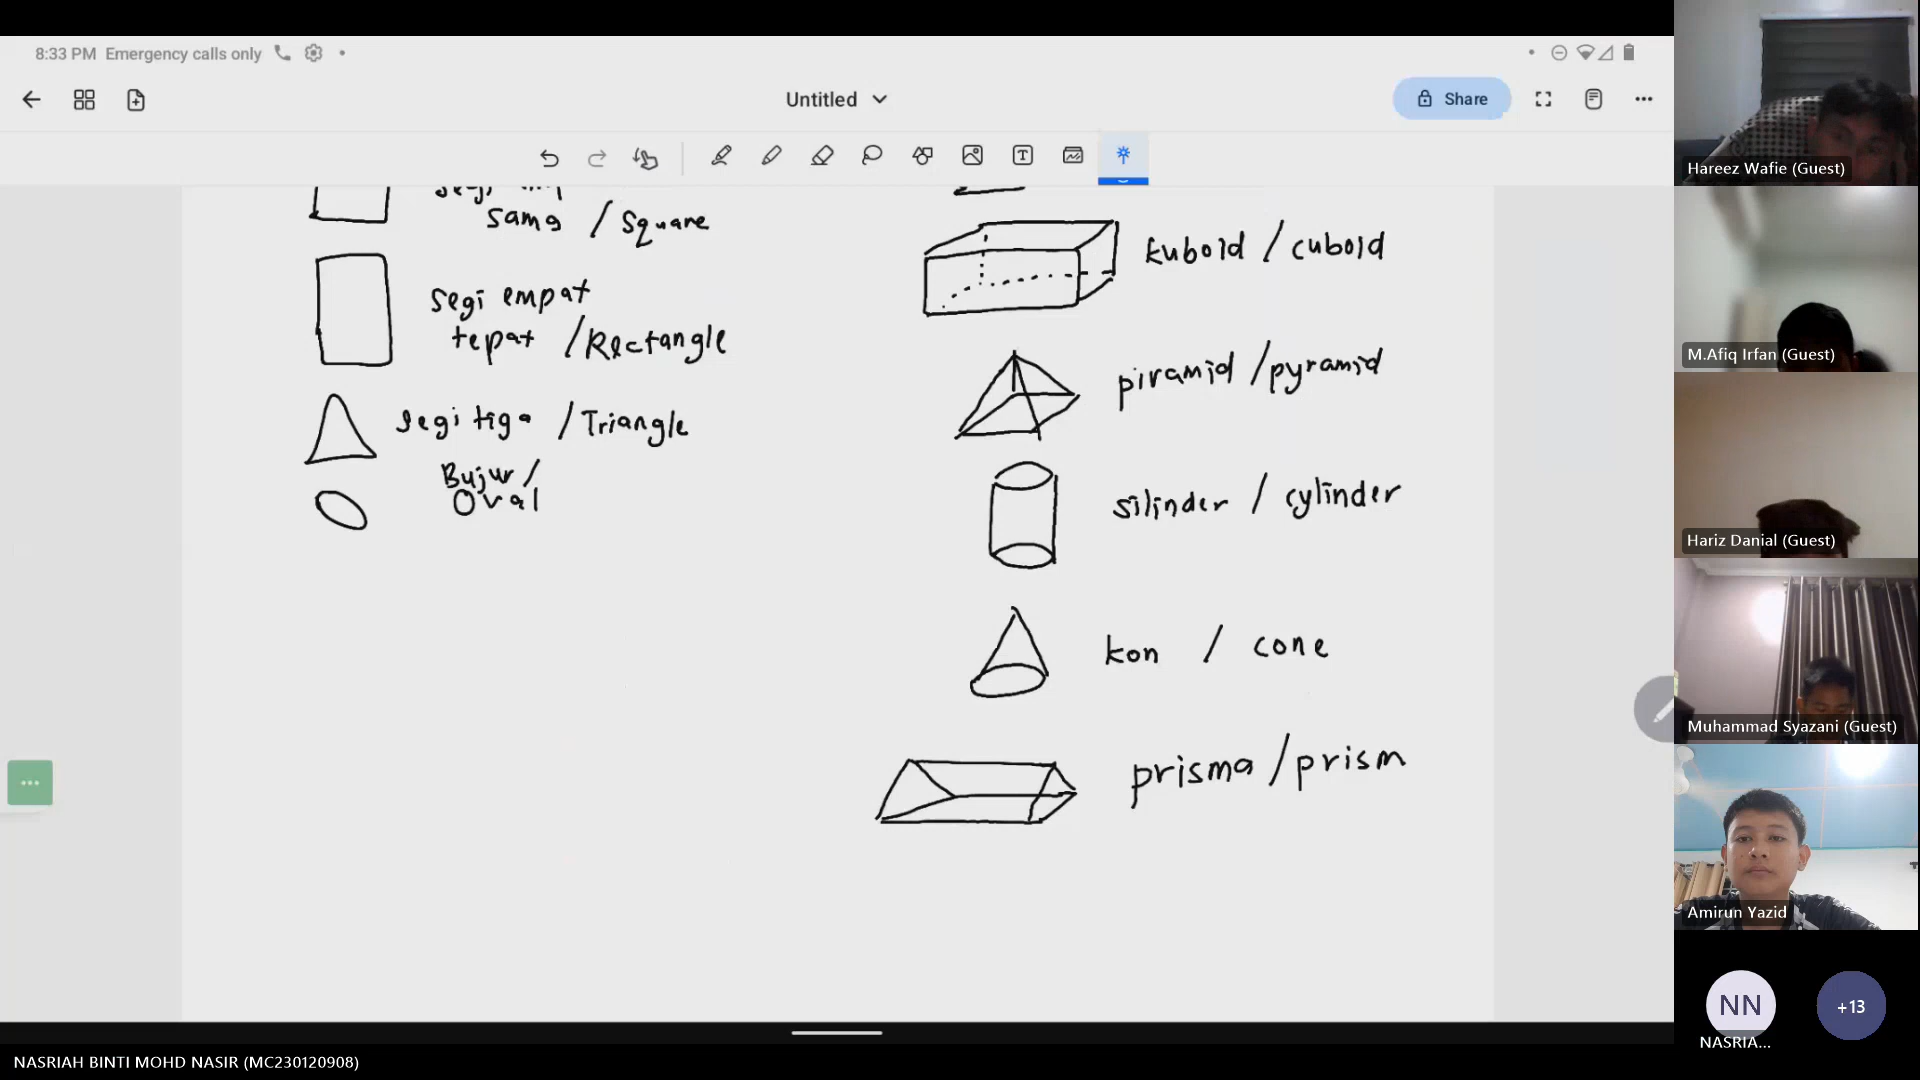 8:33 PM Emergency calls only
Untitled
Share
sama / Square
Segi empat
tepat / Rectangle
segi tiga / Triangle
Bujur /
Oval
kuboid / cuboid
piramid / pyramid
silinder / cylinder
kon / cone
prisma / prism
Hareez Wafie (Guest)
M.Afiq Irfan (Guest)
Hariz Danial (Guest)
Muhammad Syazani (Guest)
Amirun Yazid
NN
+13
NASRIA...
NASRIAH BINTI MOHD NASIR (MC230120908)